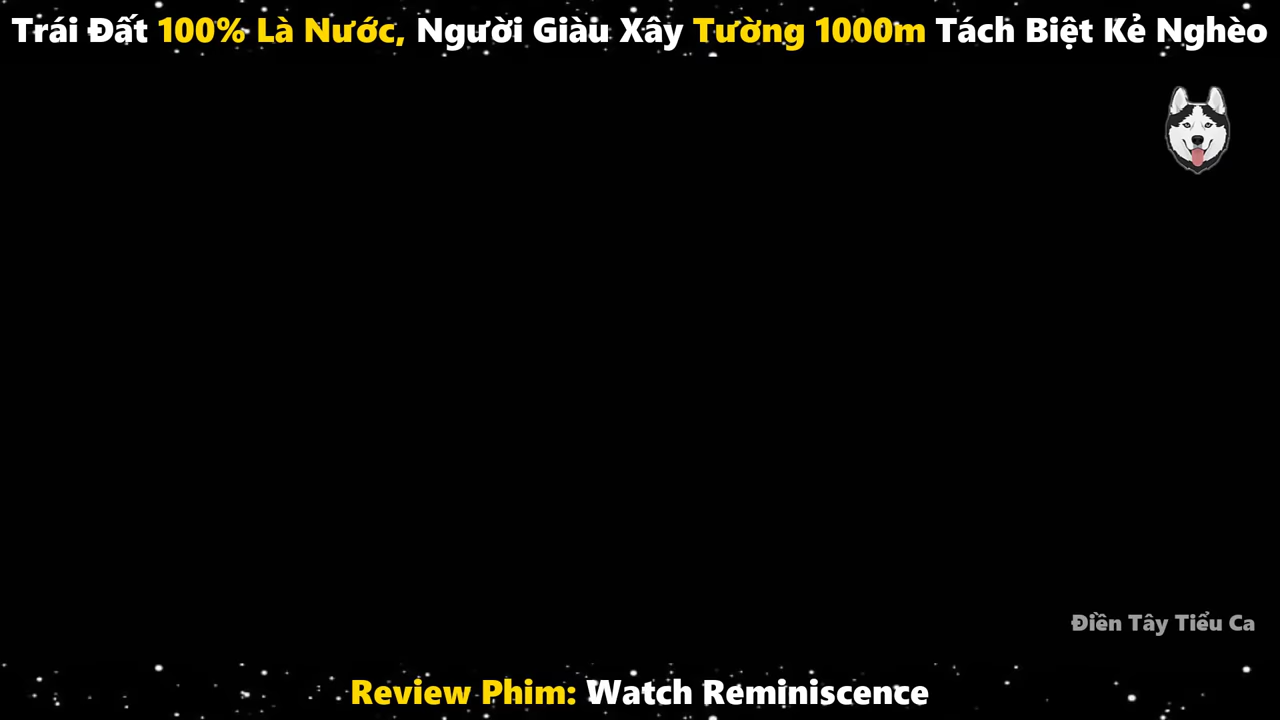 Trái Đất 100% Là Nước, Người Giàu Xây Tường 1000m Tách Biệt Kẻ Nghèo
Điền Tây Tiểu Ca
Review Phim: Watch Reminiscence